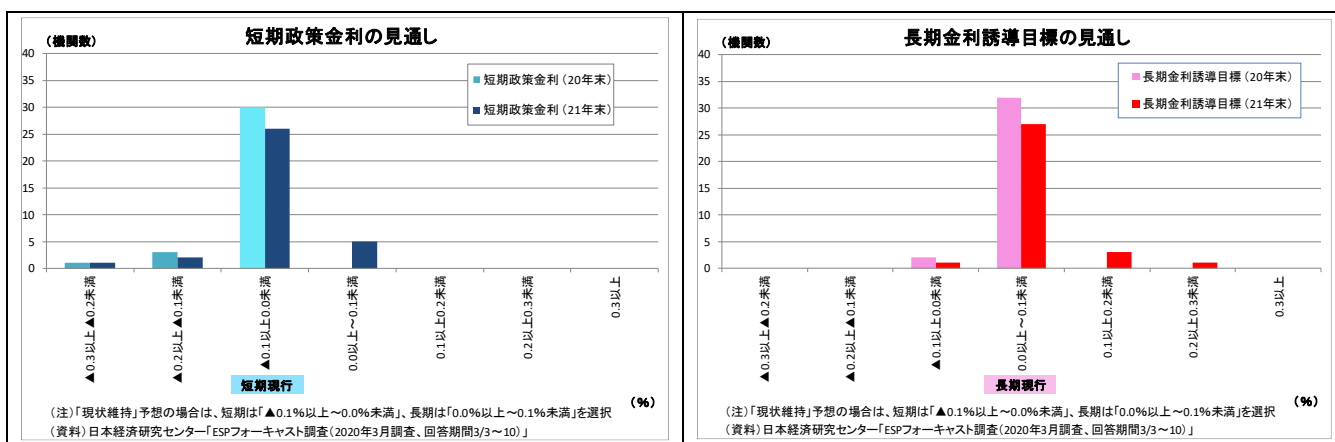 短期政策金利の見通し
(機関数)
40
35
30
25
20
15
10
5
0
短期政策金利(20年末)
短期政策金利(21年末)
▲0.3以上▲0.2未満
▲0.2以上▲0.1未満
▲0.1以上0.0未満
0.0以上~0.1未満
0.1以上0.2未満
0.2以上0.3未満
0.3以上
短期現行
(%)
(注)「現状維持」予想の場合は、短期は「▲0.1%以上~0.0%未満」、長期は「0.0%以上~0.1%未満」を選択
(資料)日本経済研究センター「ESPフォーキャスト調査(2020年3月調査、回答期間3/3~10)」
長期金利誘導目標の見通し
(機関数)
40
35
30
25
20
15
10
5
0
長期金利誘導目標(20年末)
長期金利誘導目標(21年末)
▲0.3以上▲0.2未満
▲0.2以上▲0.1未満
▲0.1以上0.0未満
0.0以上~0.1未満
0.1以上0.2未満
0.2以上0.3未満
0.3以上
長期現行
(%)
(注)「現状維持」予想の場合は、短期は「▲0.1%以上~0.0%未満」、長期は「0.0%以上~0.1%未満」を選択
(資料)日本経済研究センター「ESPフォーキャスト調査(2020年3月調査、回答期間3/3~10)」